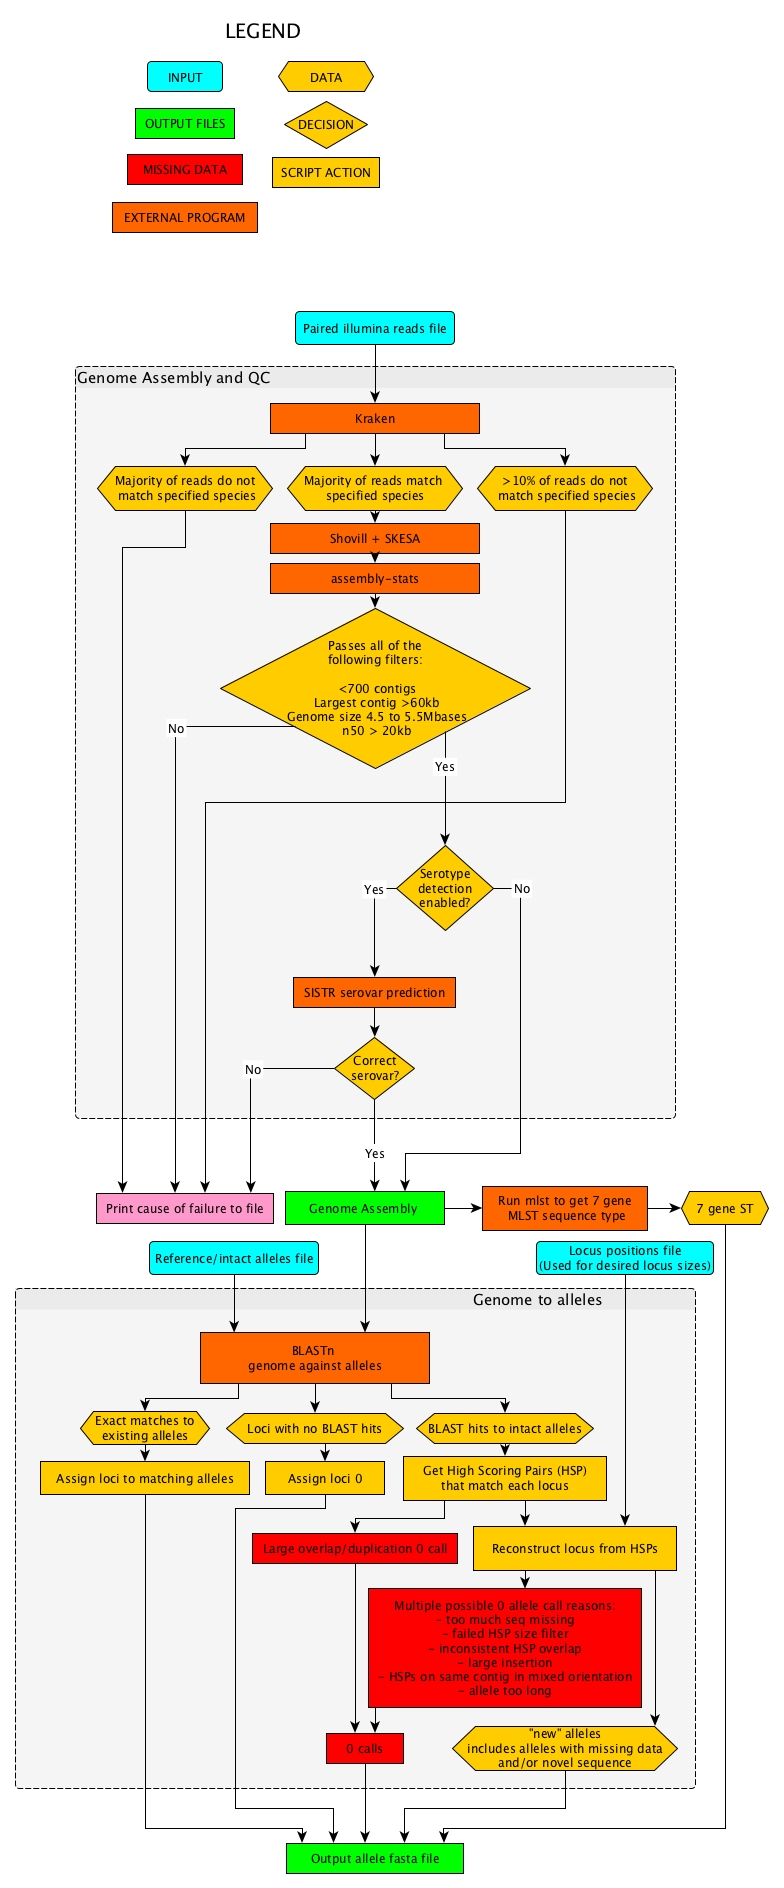 LEGEND
INPUT
DATA
OUTPUT FILES
DECISION
MISSING DATA
SCRIPT ACTION
EXTERNAL PROGRAM
Paired illumina reads file
Genome Assembly and QC
Kraken
Majority of reads do not
match specified species
Majority of reads match
specified species
>10% of reads do not
match specified species
Shovill + SKESA
assembly-stats
Passes all of the
following filters:
<700 contigs
Largest contig >60kb
Genome size 4.5 to 5.5Mbases
n50 > 20kb
No
Yes
Serotype
detection
enabled?
Yes
No
SISTR serovar prediction
Correct
serovar?
No
Yes
Print cause of failure to file
Genome Assembly
Run mlst to get 7 gene
MLST sequence type
7 gene ST
Reference/intact alleles file
Locus positions file
(Used for desired locus sizes)
Genome to alleles
BLASTn
genome against alleles
Exact matches to
existing alleles
Loci with no BLAST hits
BLAST hits to intact alleles
Assign loci to matching alleles
Assign loci 0
Get High Scoring Pairs (HSP)
that match each locus
Large overlap/duplication 0 call
Reconstruct locus from HSPs
Multiple possible 0 allele call reasons:
- too much seq missing
- failed HSP size filter
- inconsistent HSP overlap
- large insertion
- HSPs on same contig in mixed orientation
- allele too long
0 calls
"new" alleles
includes alleles with missing data
and/or novel sequence
Output allele fasta file